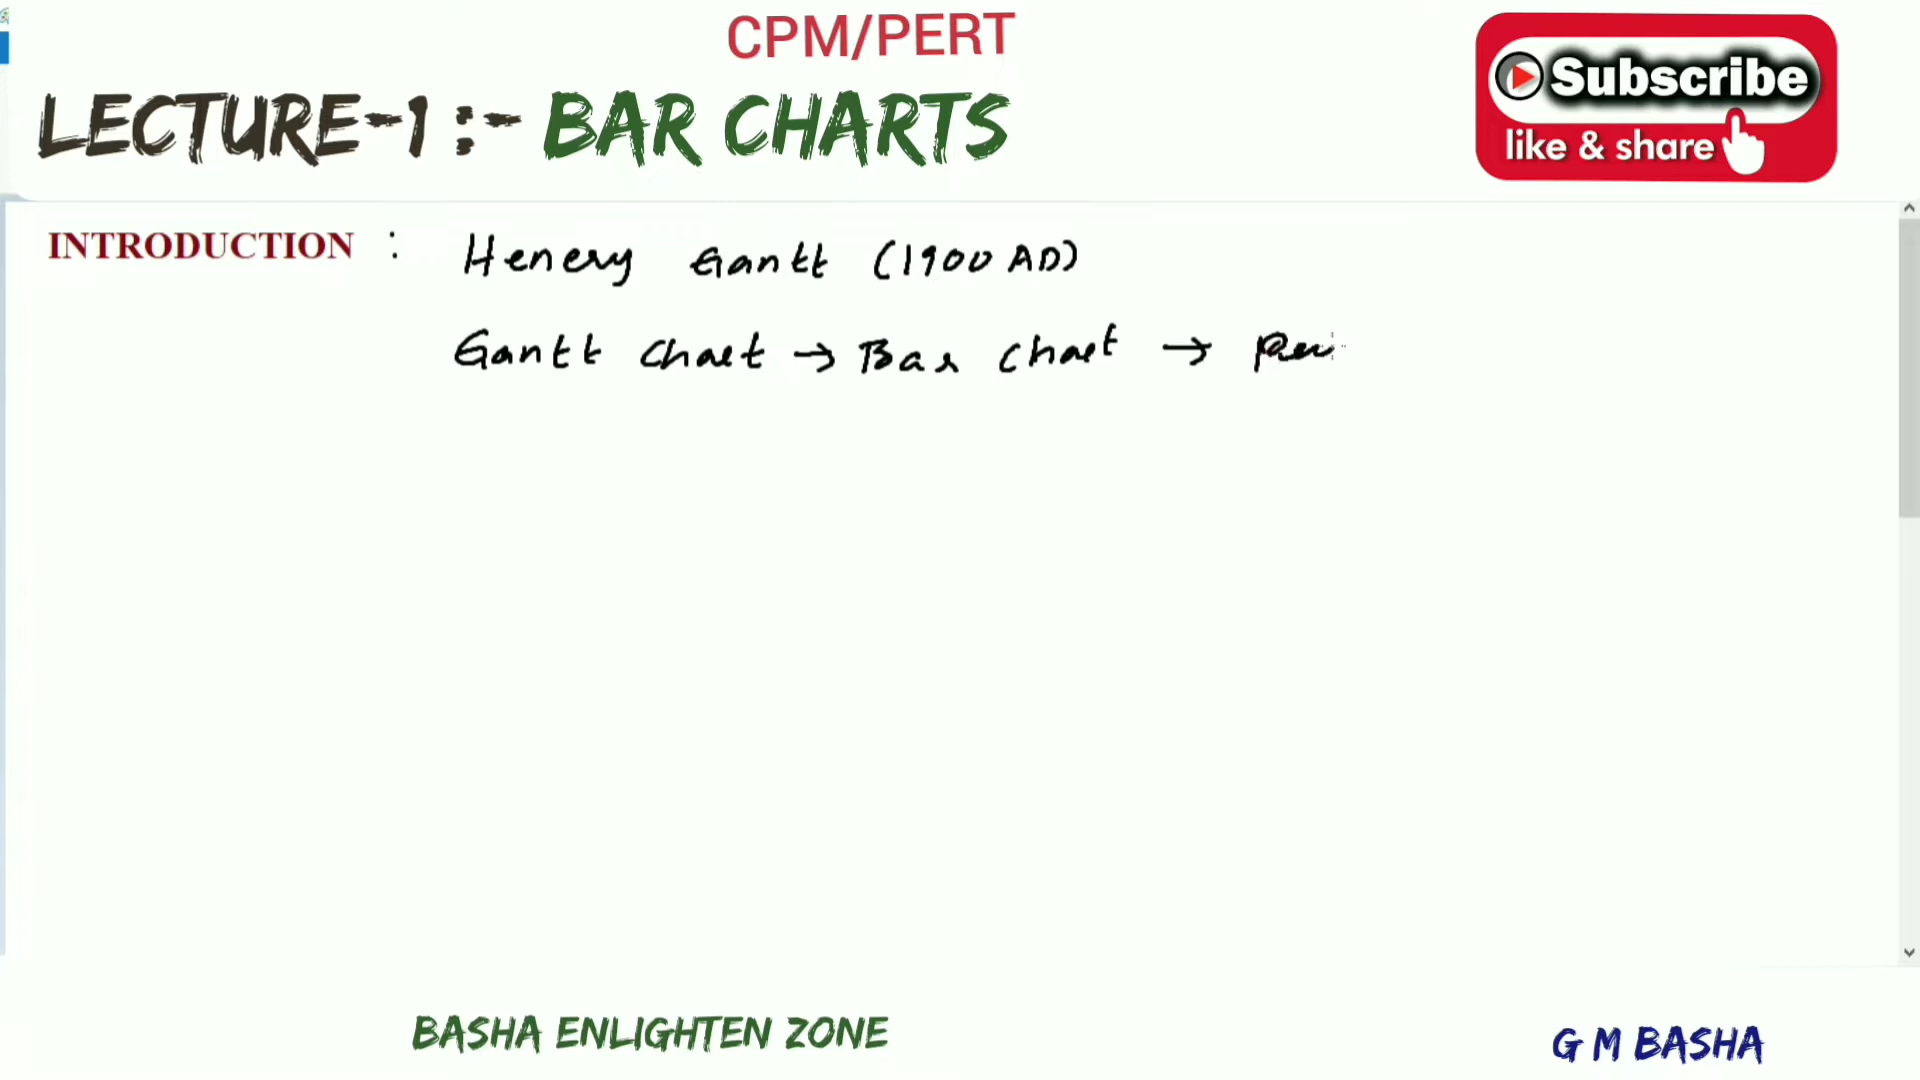 CPM/PERT
LECTURE-1 :- BAR CHARTS
Subscribe
like & share
INTRODUCTION :
Henery Gantt (1900 AD)
Gantt chart → Bar chart →
BASHA ENLIGHTEN ZONE
G M BASHA